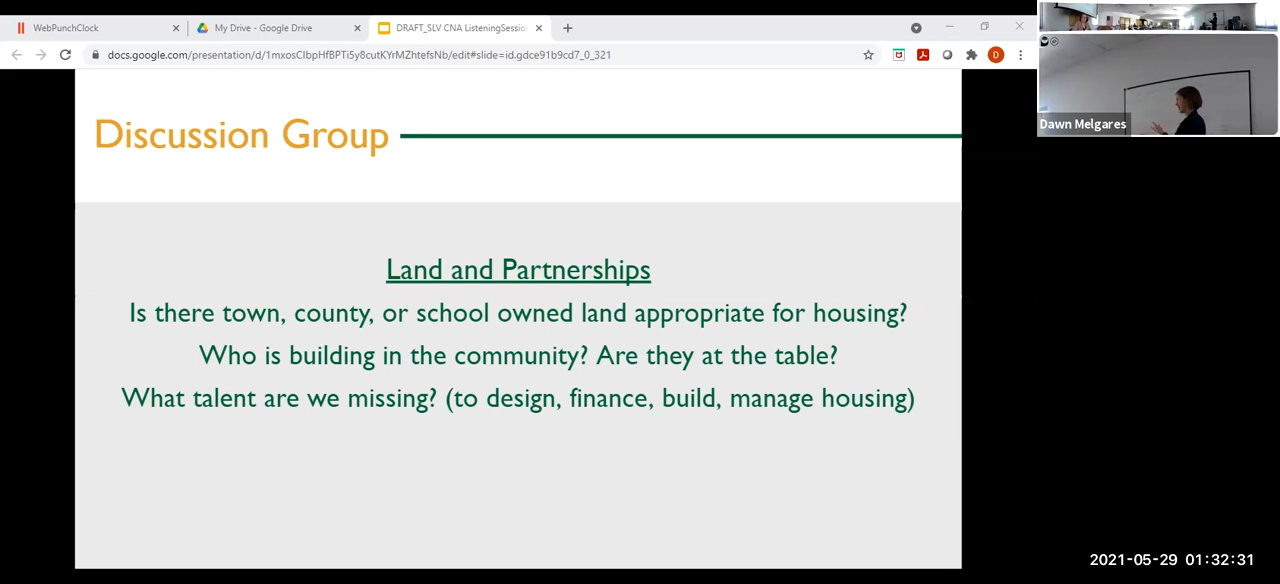 WebPunchClock
My Drive - Google Drive
DRAFT_SLV CNA ListeningSessio
docs.google.com/presentation/d/1mxosClbpHfBPTi5y8cutKYrMZhtefsNb/edit#slide=id.gdce91b9cd7_0_321
D
Dawn Melgares
Discussion Group
Land and Partnerships
Is there town, county, or school owned land appropriate for housing?
Who is building in the community? Are they at the table?
What talent are we missing? (to design, finance, build, manage housing)
2021-05-29 01:32:31